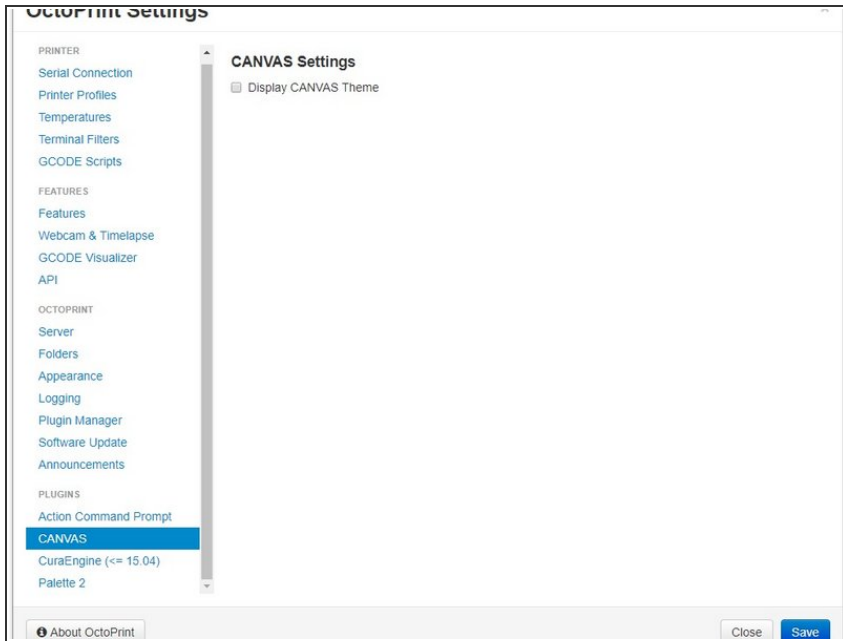 OctoPrint Settings
PRINTER
Serial Connection
Printer Profiles
Temperatures
Terminal Filters
GCODE Scripts
FEATURES
Features
Webcam & Timelapse
GCODE Visualizer
API
OCTOPRINT
Server
Folders
Appearance
Logging
Plugin Manager
Software Update
Announcements
PLUGINS
Action Command Prompt
CANVAS
CuraEngine (<= 15.04)
Palette 2
CANVAS Settings
Display CANVAS Theme
About OctoPrint
Close
Save